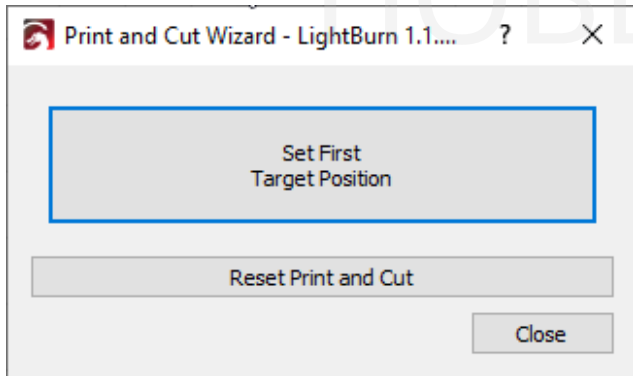 Print and Cut Wizard - LightBurn 1.1.... ?
Set First
Target Position
Reset Print and Cut
Close